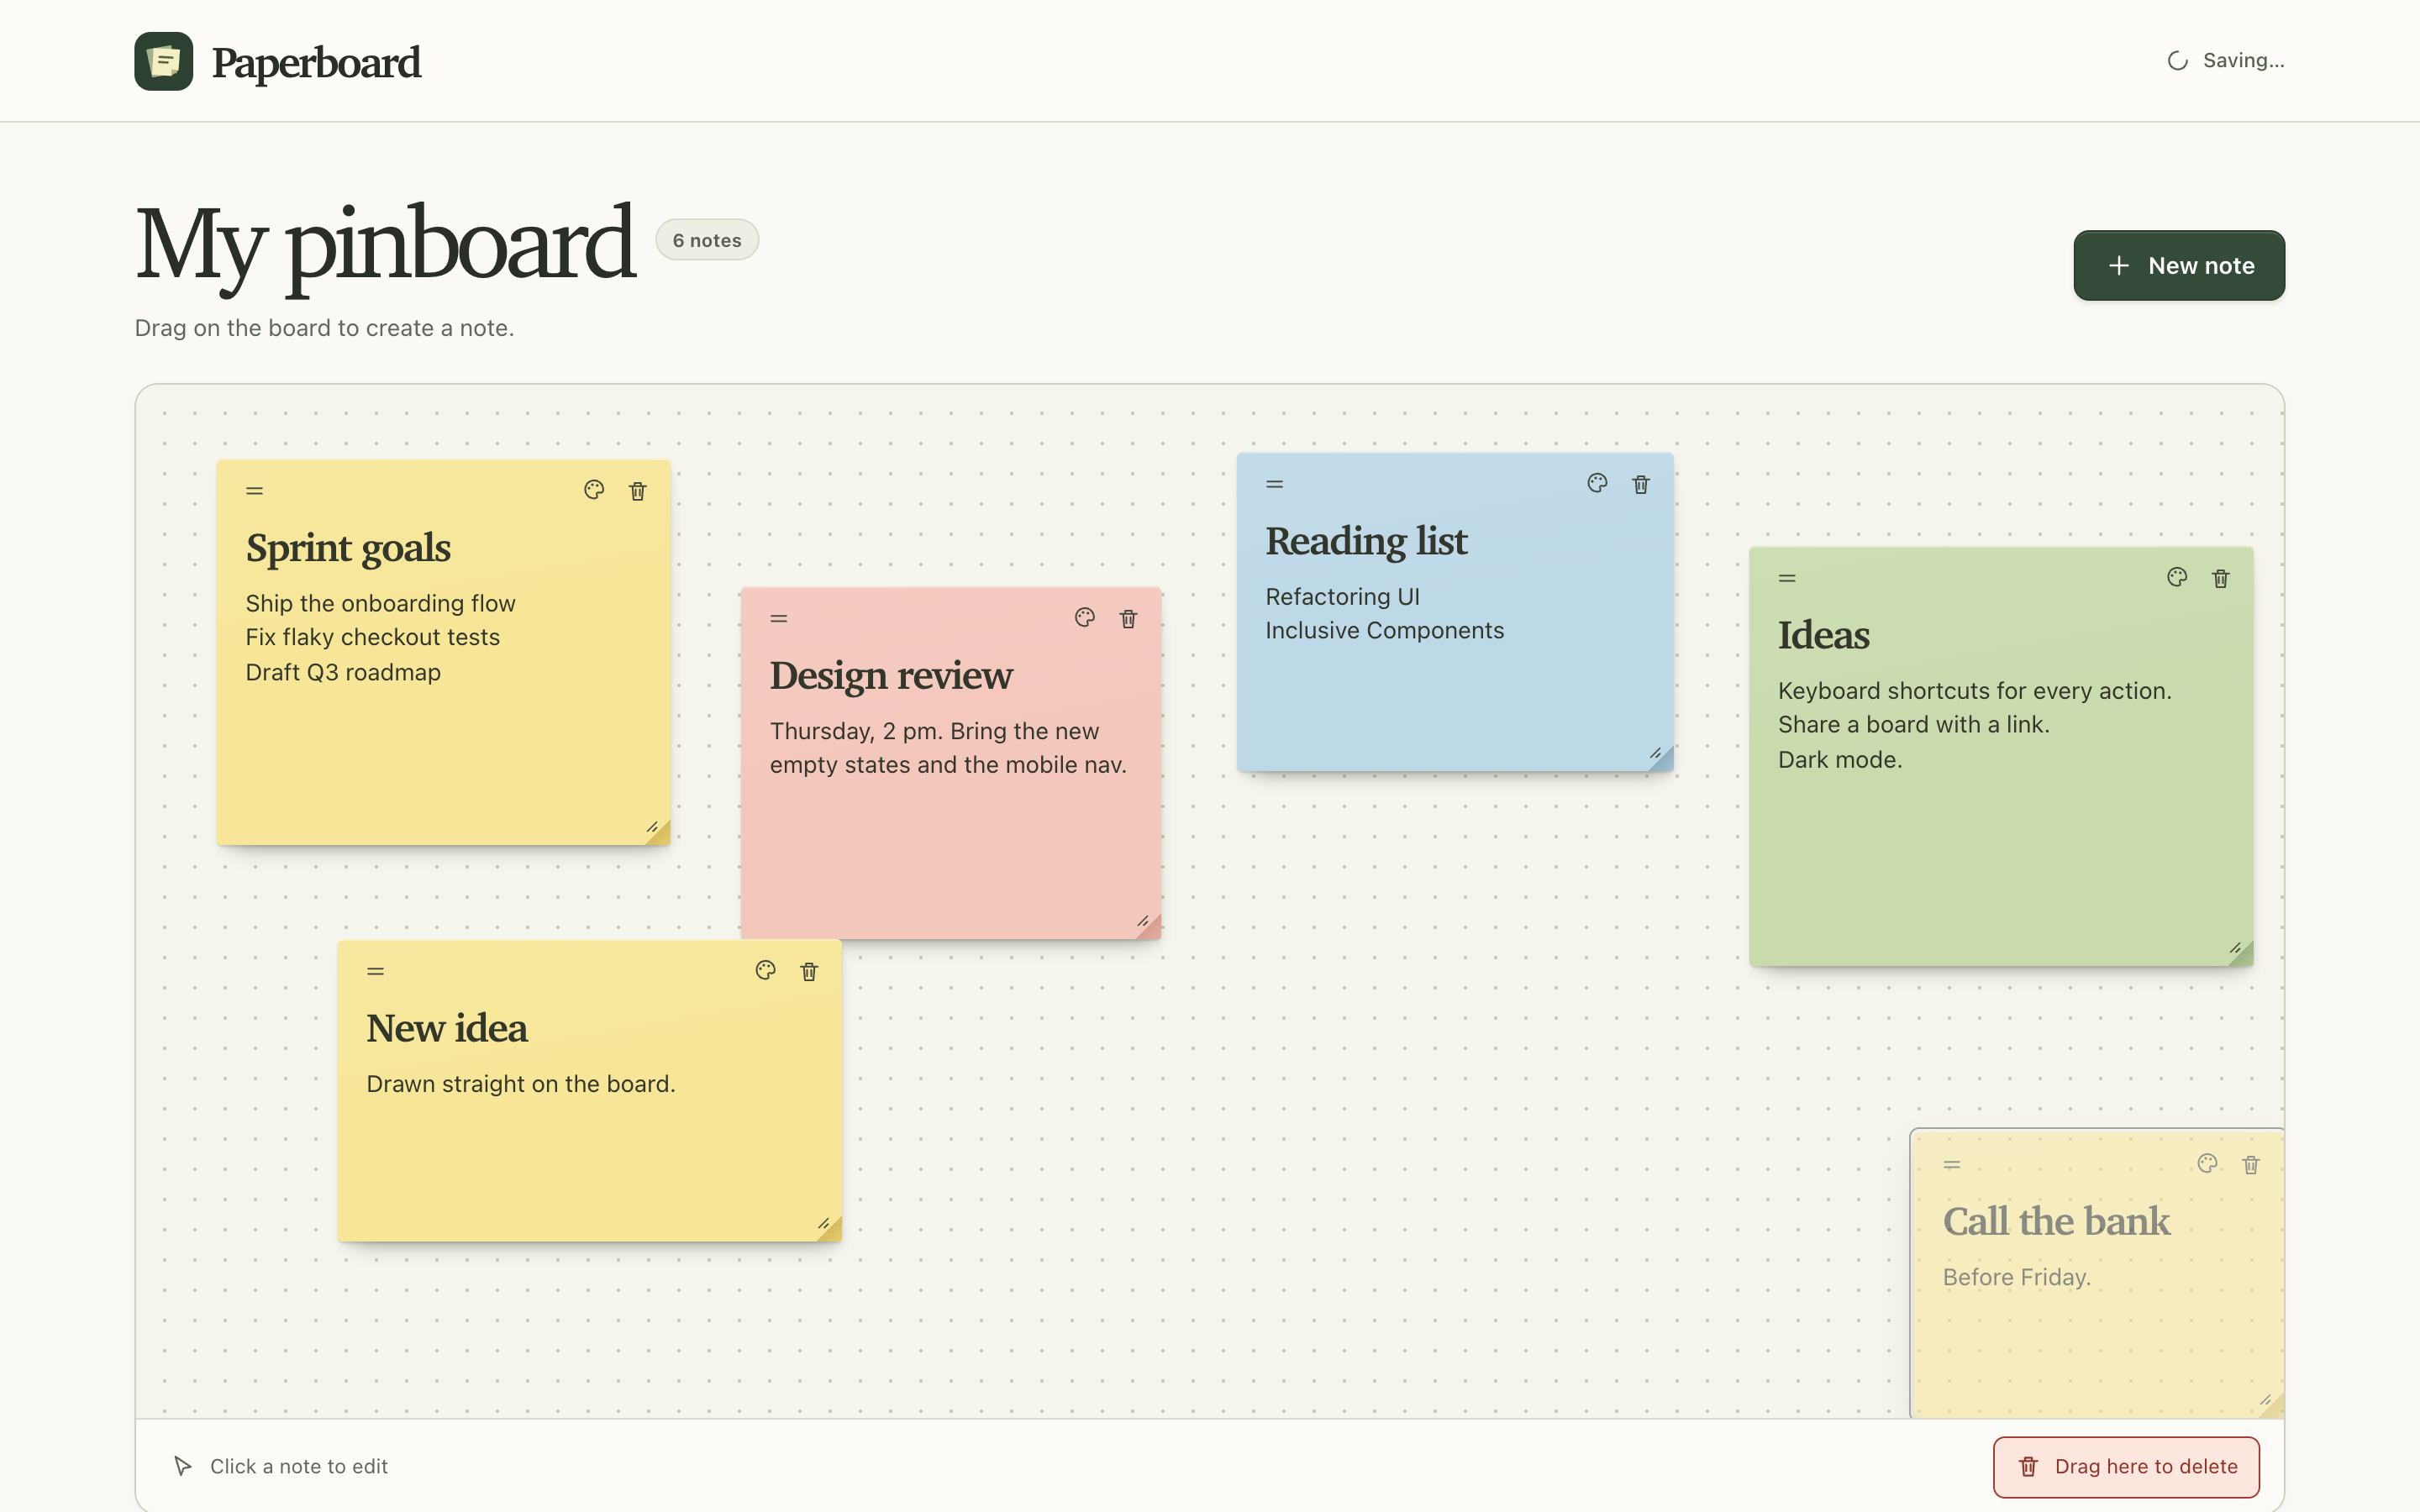 Paperboard
Saving...
My pinboard
6 notes
New note
Drag on the board to create a note.
Sprint goals
Ship the onboarding flow
Fix flaky checkout tests
Draft Q3 roadmap
Design review
Thursday, 2 pm. Bring the new
empty states and the mobile nav.
Reading list
Refactoring UI
Inclusive Components
Ideas
Keyboard shortcuts for every action.
Share a board with a link.
Dark mode.
New idea
Drawn straight on the board.
Call the bank
Before Friday.
Click a note to edit
Drag here to delete